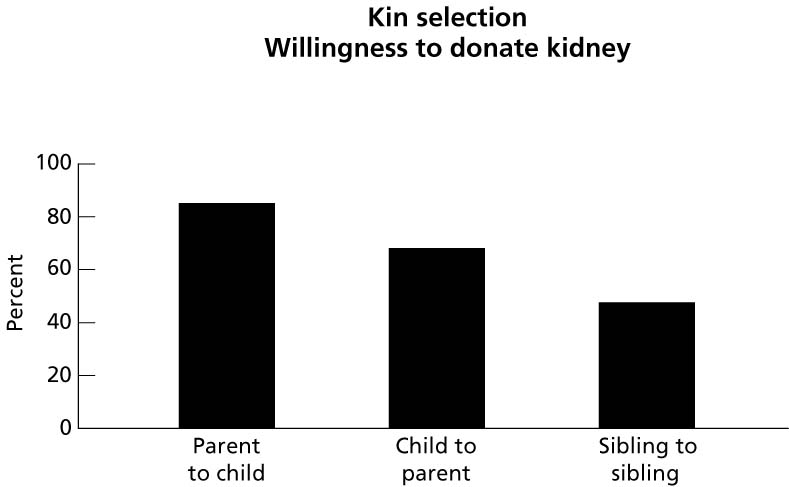 Kin selection
Willingness to donate kidney
100
80
60
40
20
0
Percent
Parent
to child
Child to
parent
Sibling to
sibling